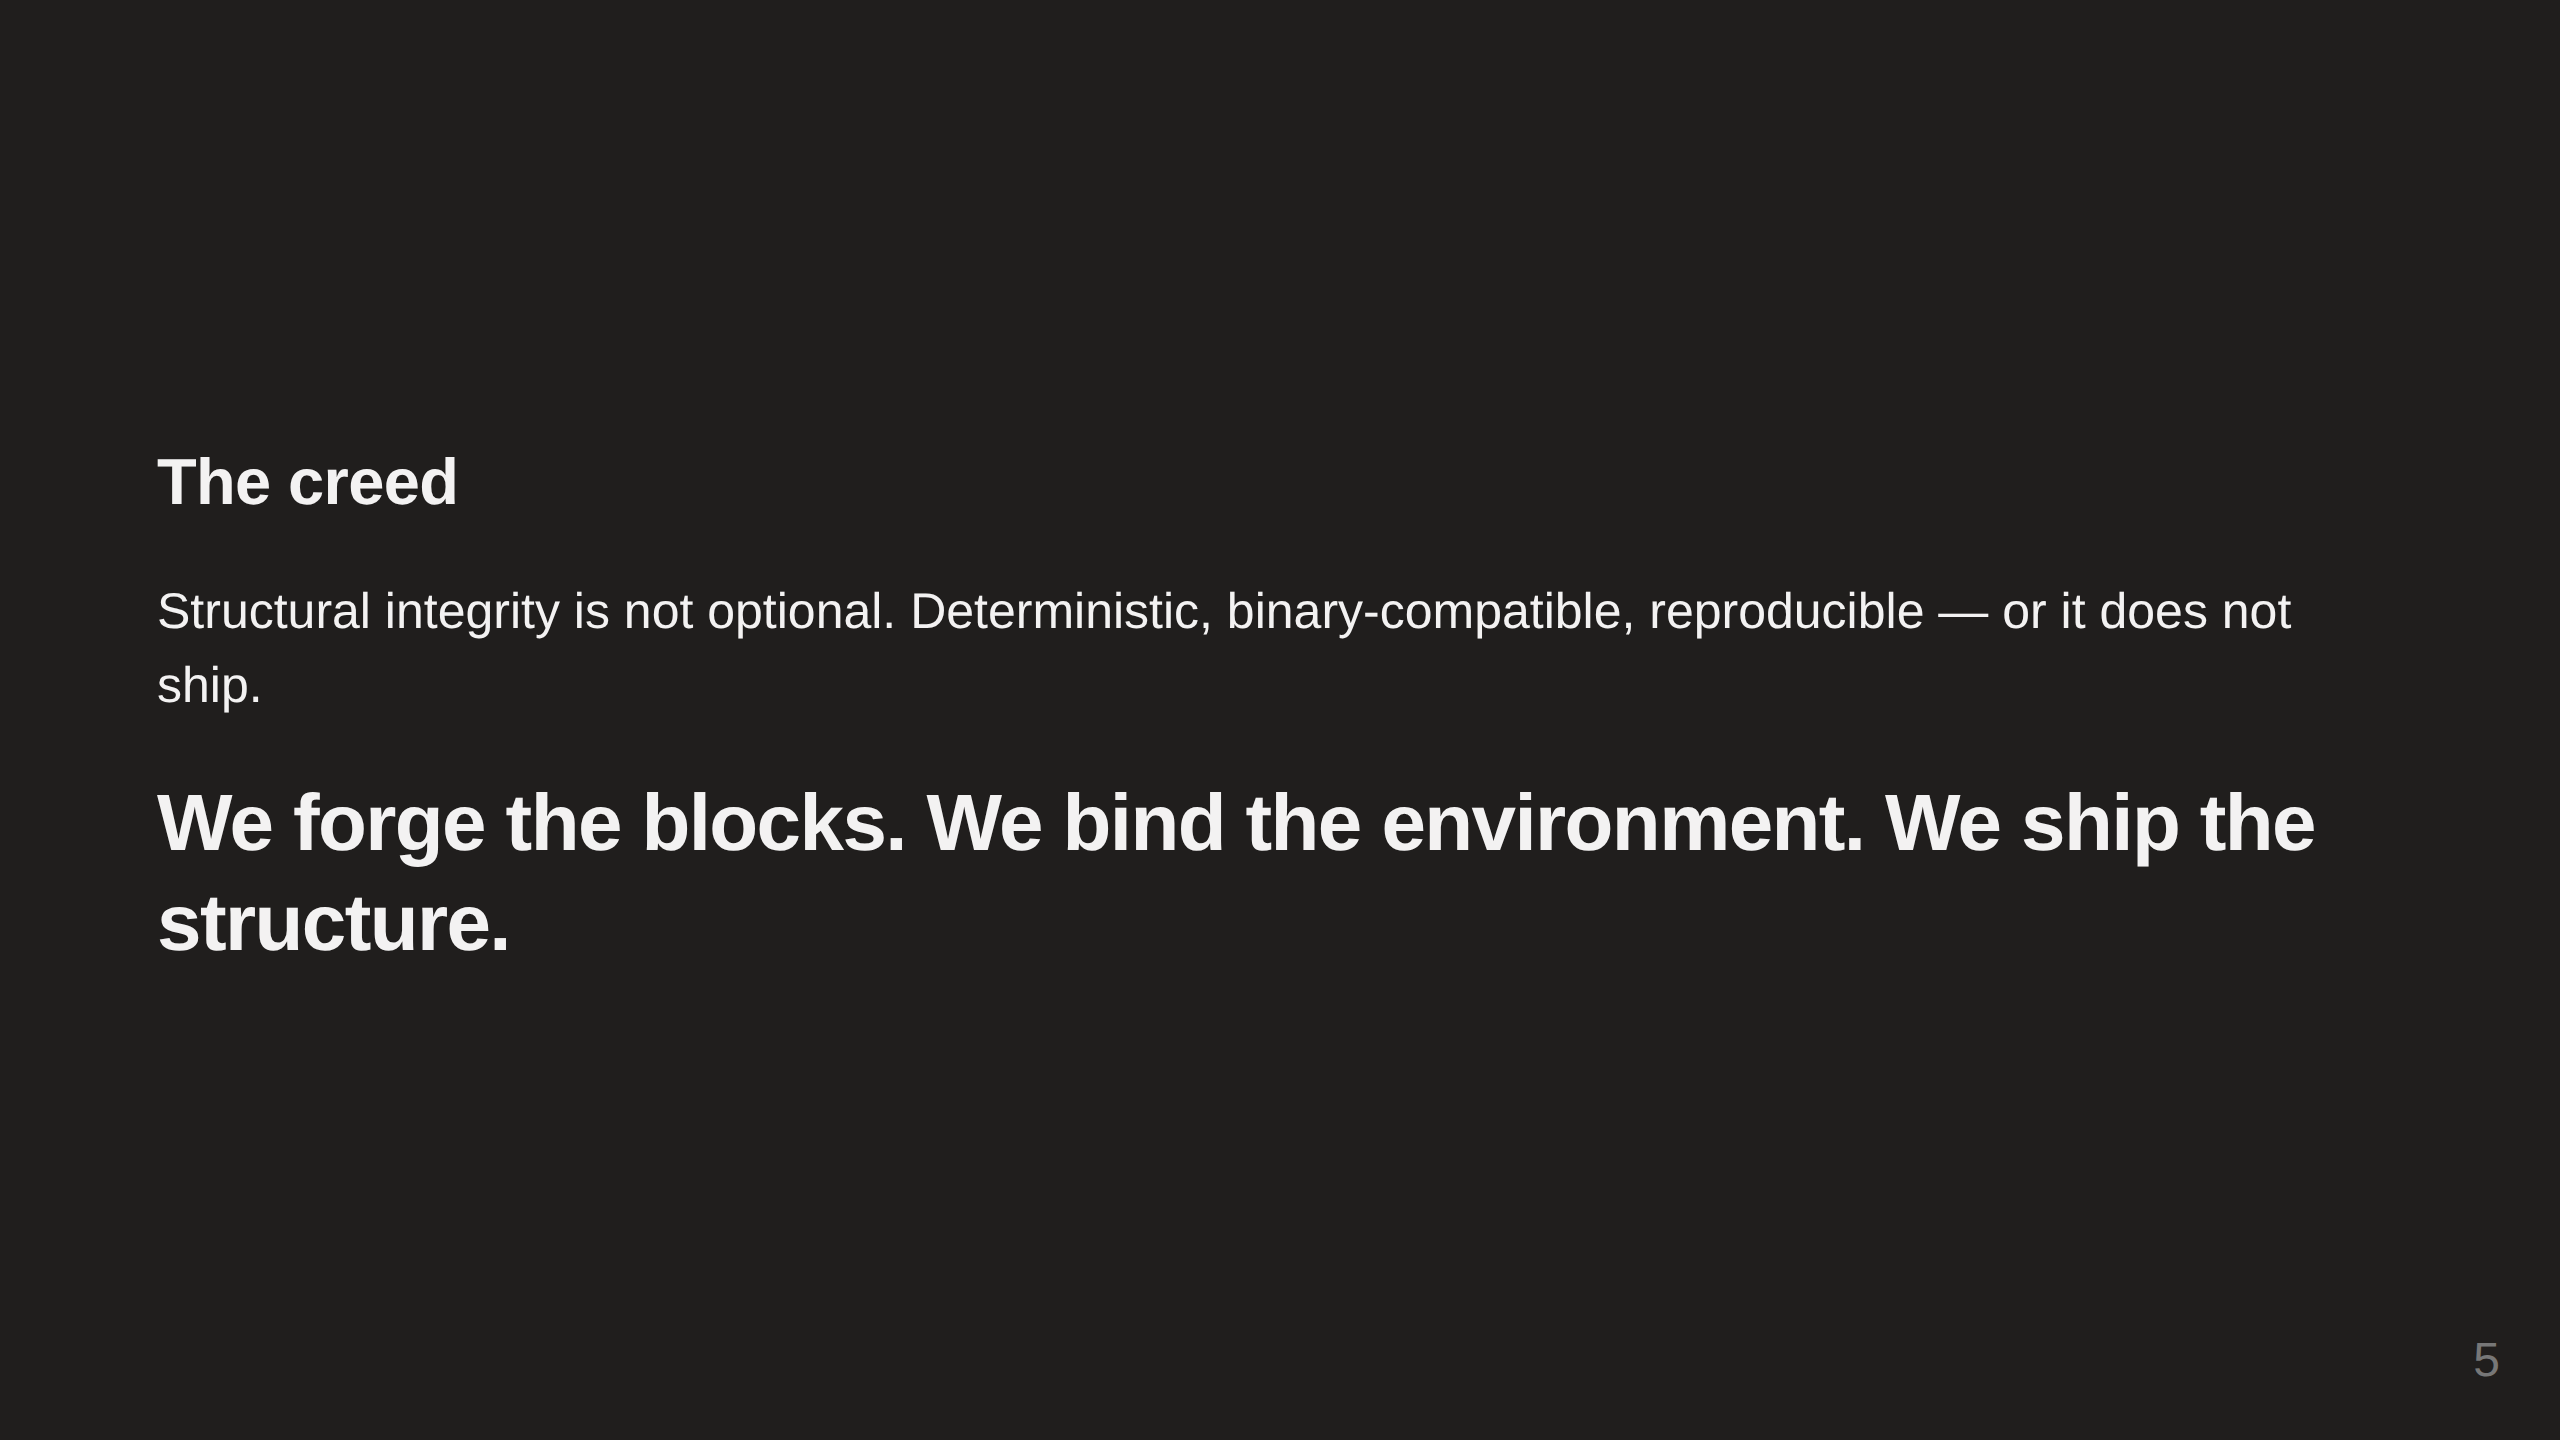 The creed
Structural integrity is not optional. Deterministic, binary-compatible, reproducible — or it does not
ship.
We forge the blocks. We bind the environment. We ship the
structure.
5